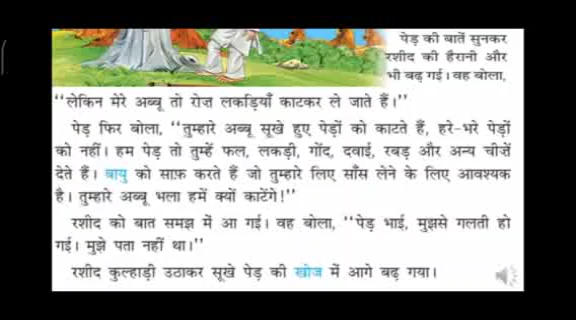 पेड़ की बातें सुनकर
रशीद की हैरानी और
भी बढ़ गई। वह बोला,
“लेकिन मेरे अब्बू तो रोज़ लकड़ियाँ काटकर ले जाते हैं।”
पेड़ फिर बोला, “तुम्हारे अब्बू सूखे हुए पेड़ों को काटते हैं, हरे-भरे पेड़ों
को नहीं। हम पेड़ तो तुम्हें फल, लकड़ी, गोंद, दवाई, रबड़ और अन्य चीज़ें
देते हैं। वायु को साफ़ करते हैं जो तुम्हारे लिए साँस लेने के लिए आवश्यक
है। तुम्हारे अब्बू भला हमें क्यों काटेंगे!”
रशीद को बात समझ में आ गई। वह बोला, “पेड़ भाई, मुझसे गलती हो
गई। मुझे पता नहीं था।”
रशीद कुल्हाड़ी उठाकर सूखे पेड़ की खोज में आगे बढ़ गया।